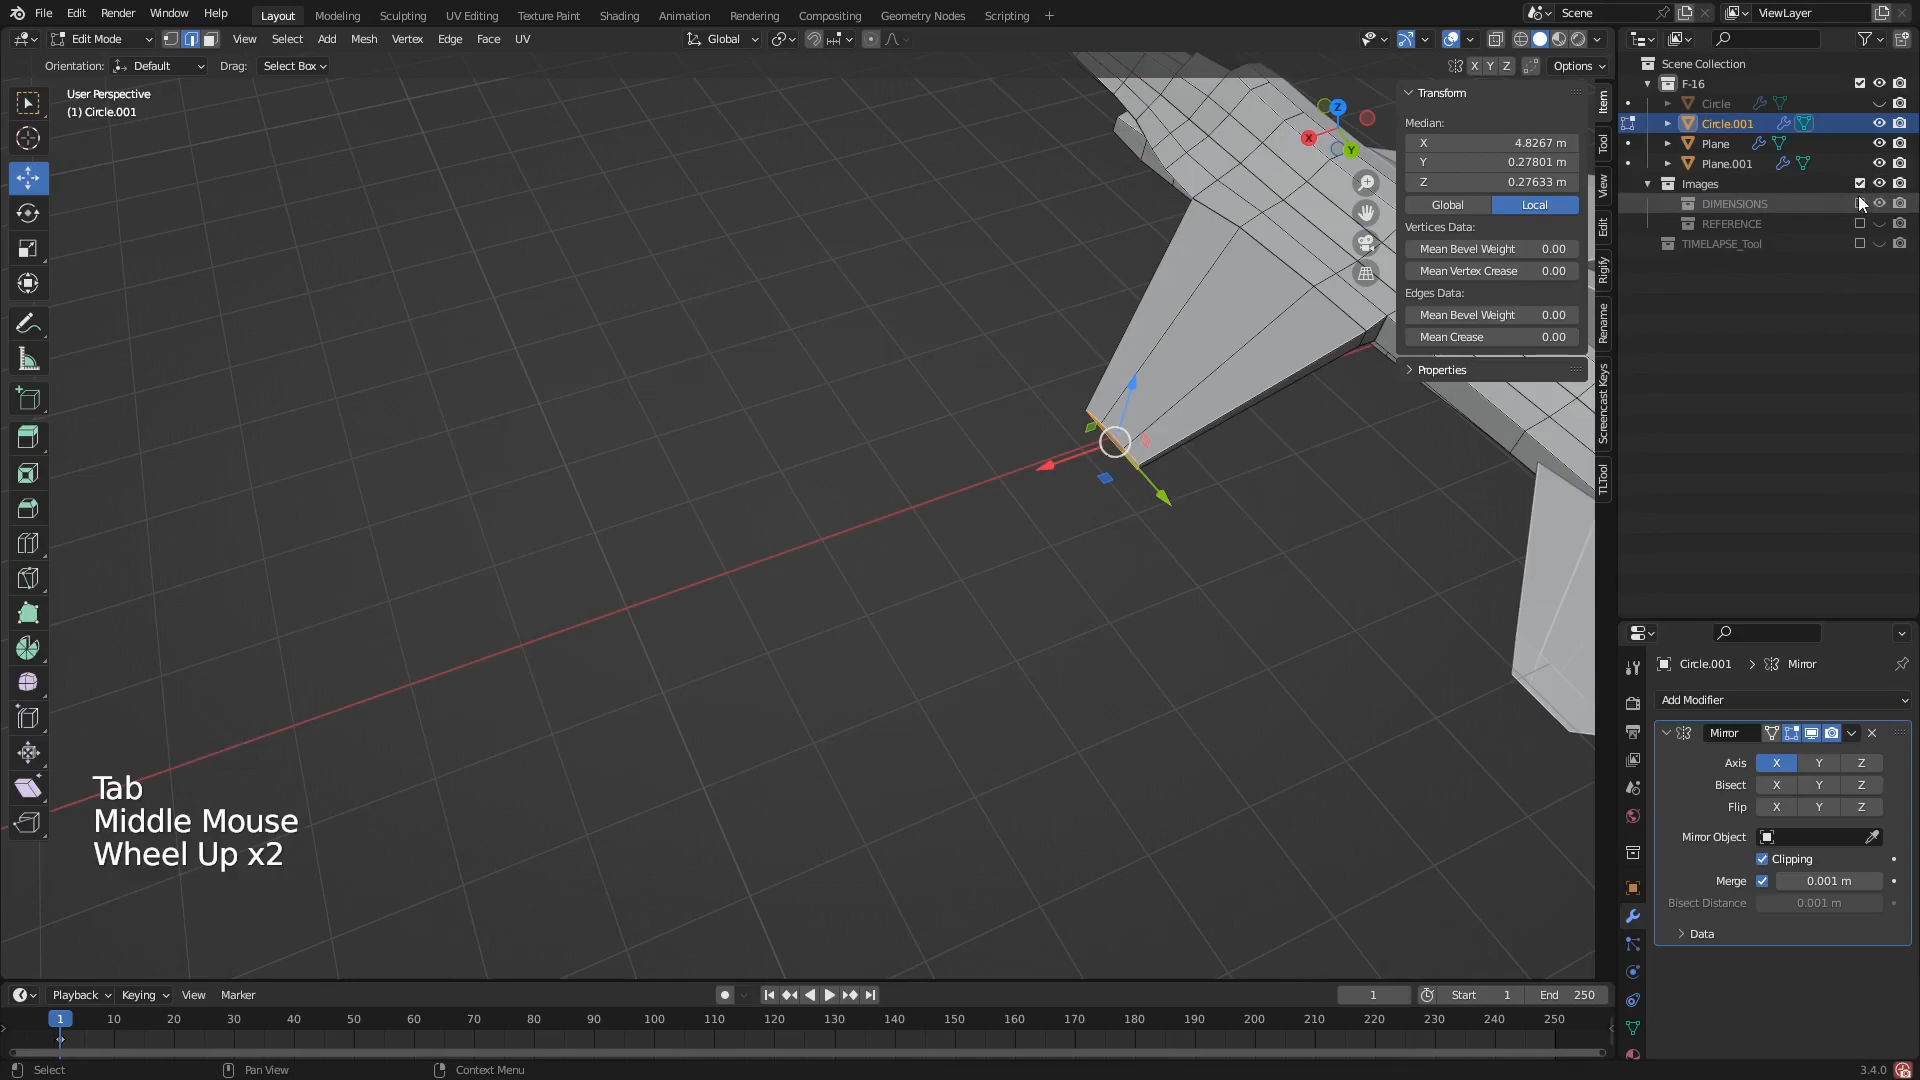 File Edit Render Window Help
Layout Modeling Sculpting UV Editing Texture Paint Shading Animation Rendering Compositing Geometry Nodes Scripting +
Scene
ViewLayer
Edit Mode View Select Add Mesh Vertex Edge Face UV
Global
Orientation: Default Drag: Select Box
X Y Z
Options
User Perspective
(1) Circle.001
Z
X
Y
Transform
Median:
X 4.8267 m
Y 0.27801 m
Z 0.27633 m
Global Local
Vertices Data:
Mean Bevel Weight 0.00
Mean Vertex Crease 0.00
Edges Data:
Mean Bevel Weight 0.00
Mean Crease 0.00
Properties
Item
Tool
View
Edit
Rigify
Rename
Screencast Keys
TLTool
Scene Collection
F-16
Circle
Circle.001
Plane
Plane.001
Images
DIMENSIONS
REFERENCE
TIMELAPSE_Tool
Circle.001 > Mirror
Add Modifier
Mirror
Axis X Y Z
Bisect X Y Z
Flip X Y Z
Mirror Object
Clipping
Merge 0.001 m
Bisect Distance 0.001 m
Data
Tab
Middle Mouse
Wheel Up x2
Playback Keying View Marker
1
Start 1
End 250
1 10 20 30 40 50 60 70 80 90 100 110 120 130 140 150 160 170 180 190 200 210 220 230 240 250
Select
Pan View
Context Menu
3.4.0